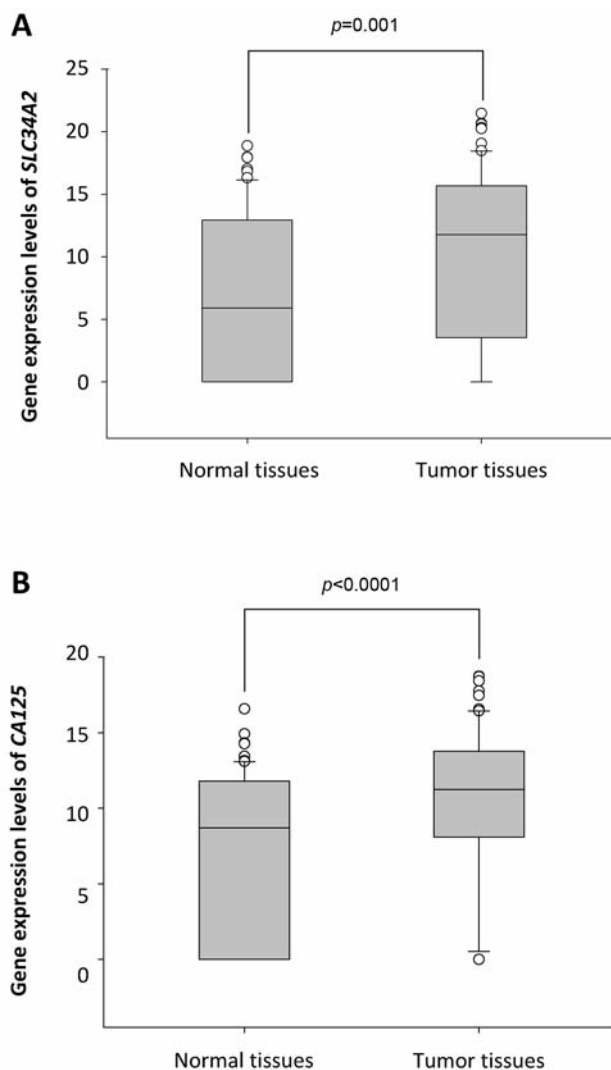 A
p=0.001
Gene expression levels of SLC34A2
25
20
15
10
5
0
Normal tissues
Tumor tissues
B
p<0.0001
Gene expression levels of CA125
20
15
10
5
0
Normal tissues
Tumor tissues